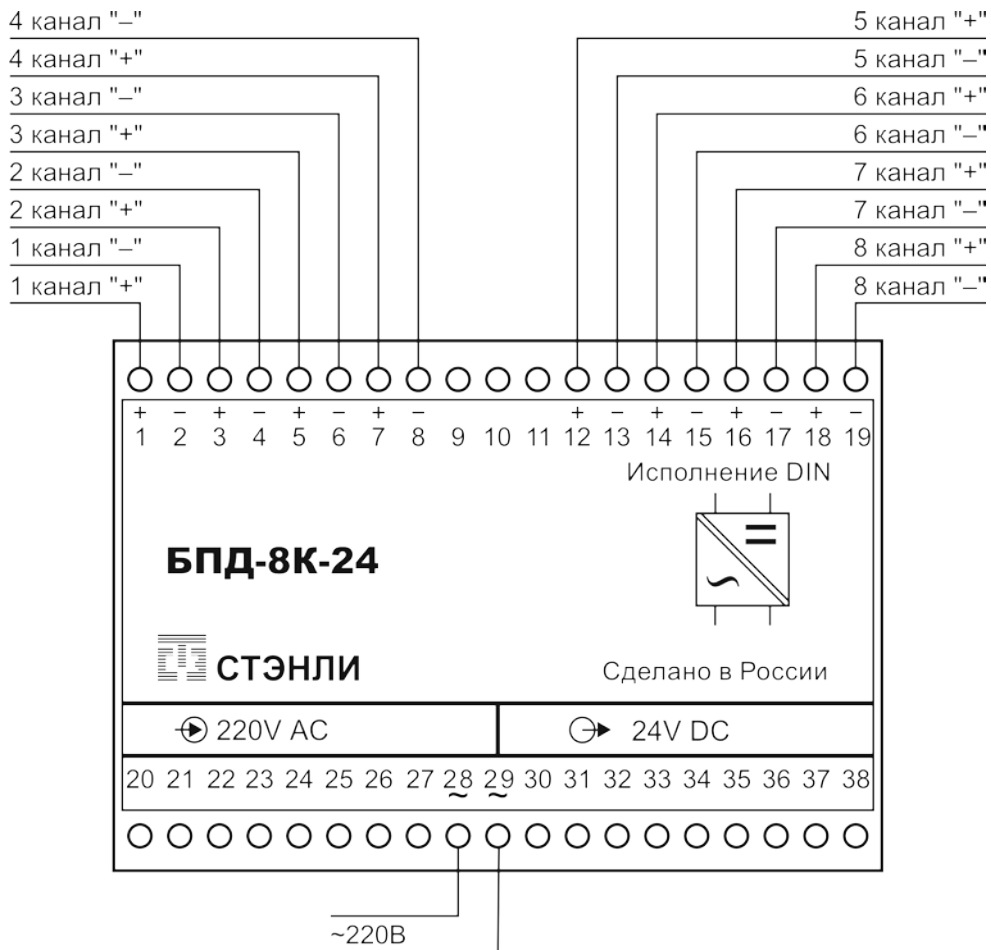 4 канал "–"
4 канал "+"
3 канал "–"
3 канал "+"
2 канал "–"
2 канал "+"
1 канал "–"
1 канал "+"
5 канал "+"
5 канал "–"
6 канал "+"
6 канал "–"
7 канал "+"
7 канал "–"
8 канал "+"
8 канал "–"
+ – + – + – + – + – + – + – + –
1 2 3 4 5 6 7 8 9 10 11 12 13 14 15 16 17 18 19
Исполнение DIN
БПД-8К-24
СТЭНЛИ
Сделано в России
220V AC
24V DC
20 21 22 23 24 25 26 27 28 29 30 31 32 33 34 35 36 37 38
~ ~
~220В